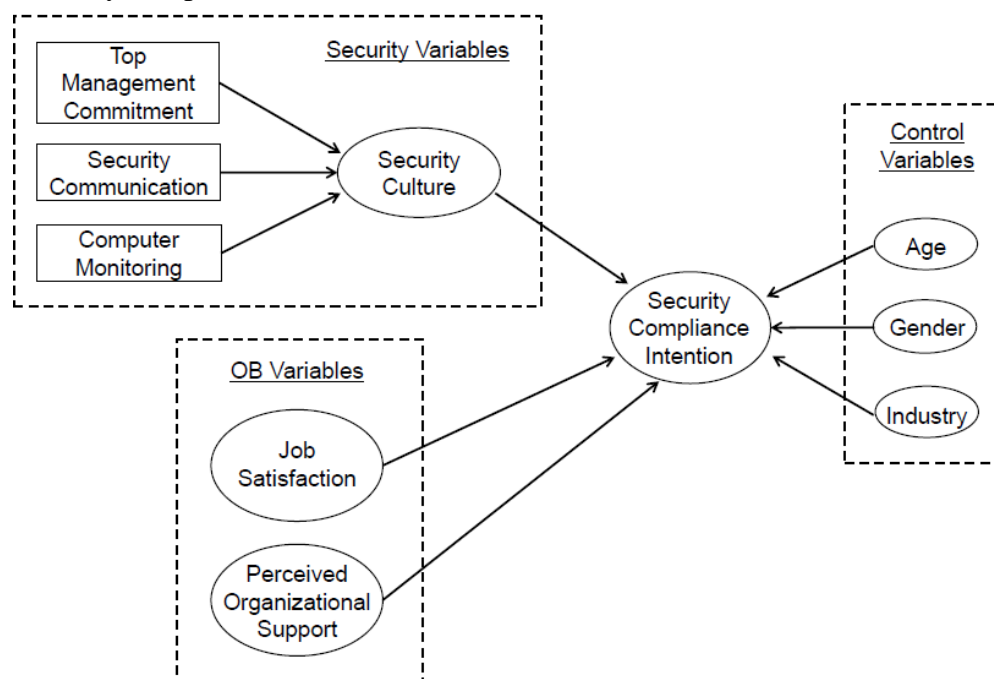 Security Variables
Top
Management
Commitment
Security
Communication
Computer
Monitoring
Security
Culture
Control
Variables
Age
Gender
Industry
Security
Compliance
Intention
OB Variables
Job
Satisfaction
Perceived
Organizational
Support